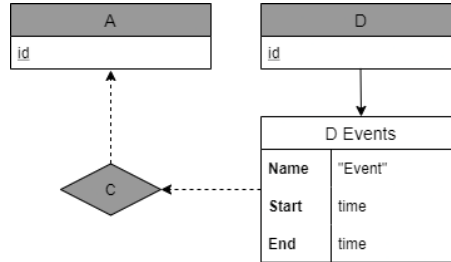 A
id
D
id
D Events
Name "Event"
Start time
End time
C